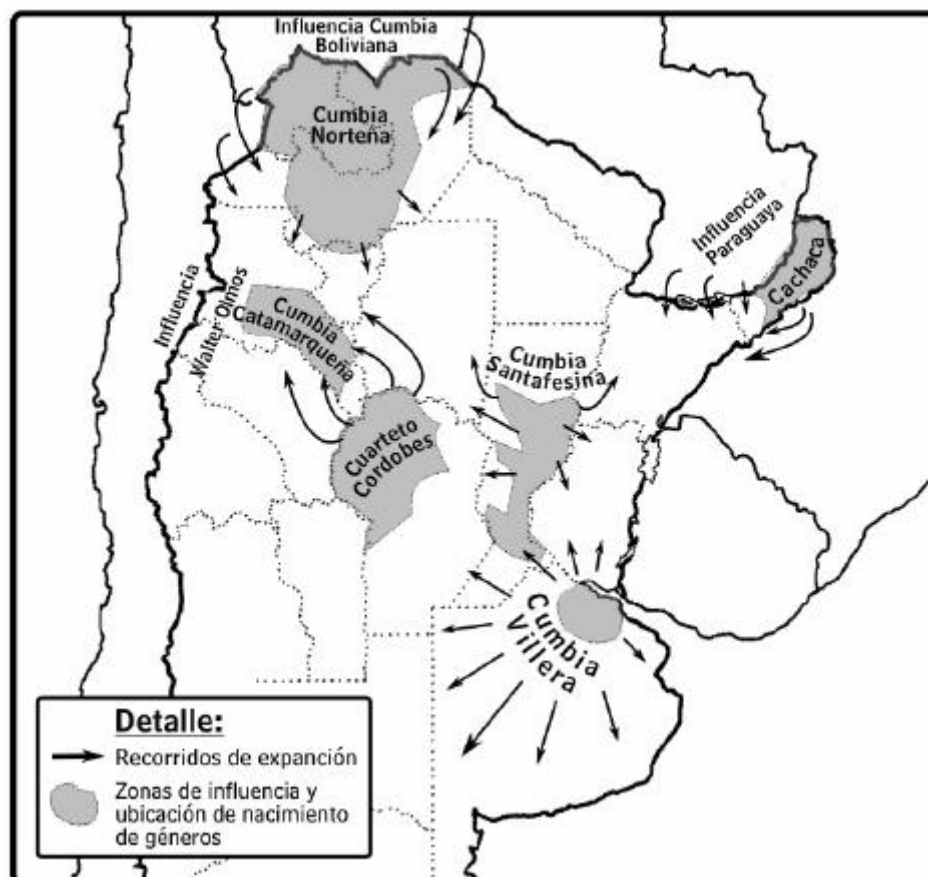 Influencia Cumbia
Boliviana
Cumbia
Norteña
Influencia
Paraguaya
Cachaca
Influencia
Walter Olmos
Cumbia
Catamarqueña
Cumbia
Santafesina
Cuarteto
Cordobes
Cumbia
Villera
Detalle:
Recorridos de expanción
Zonas de influencia y
ubicación de nacimiento
de géneros